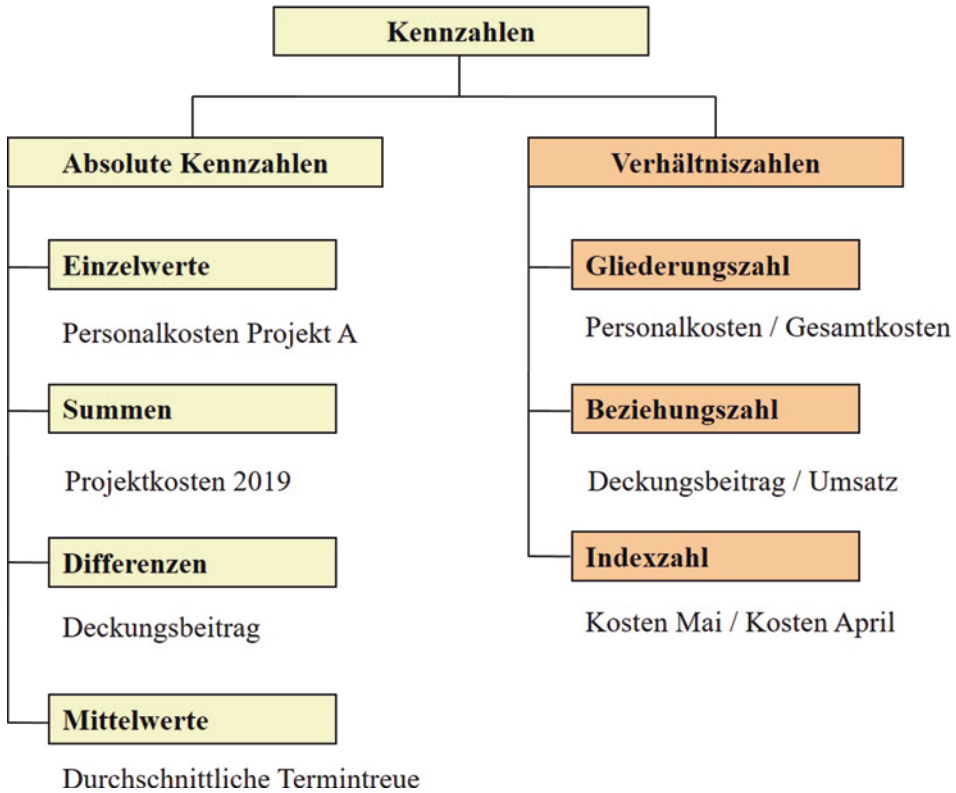 Kennzahlen
Absolute Kennzahlen
Einzelwerte
Personalkosten Projekt A
Summen
Projektkosten 2019
Differenzen
Deckungsbeitrag
Mittelwerte
Durchschnittliche Termintreue
Verhältniszahlen
Gliederungszahl
Personalkosten / Gesamtkosten
Beziehungszahl
Deckungsbeitrag / Umsatz
Indexzahl
Kosten Mai / Kosten April